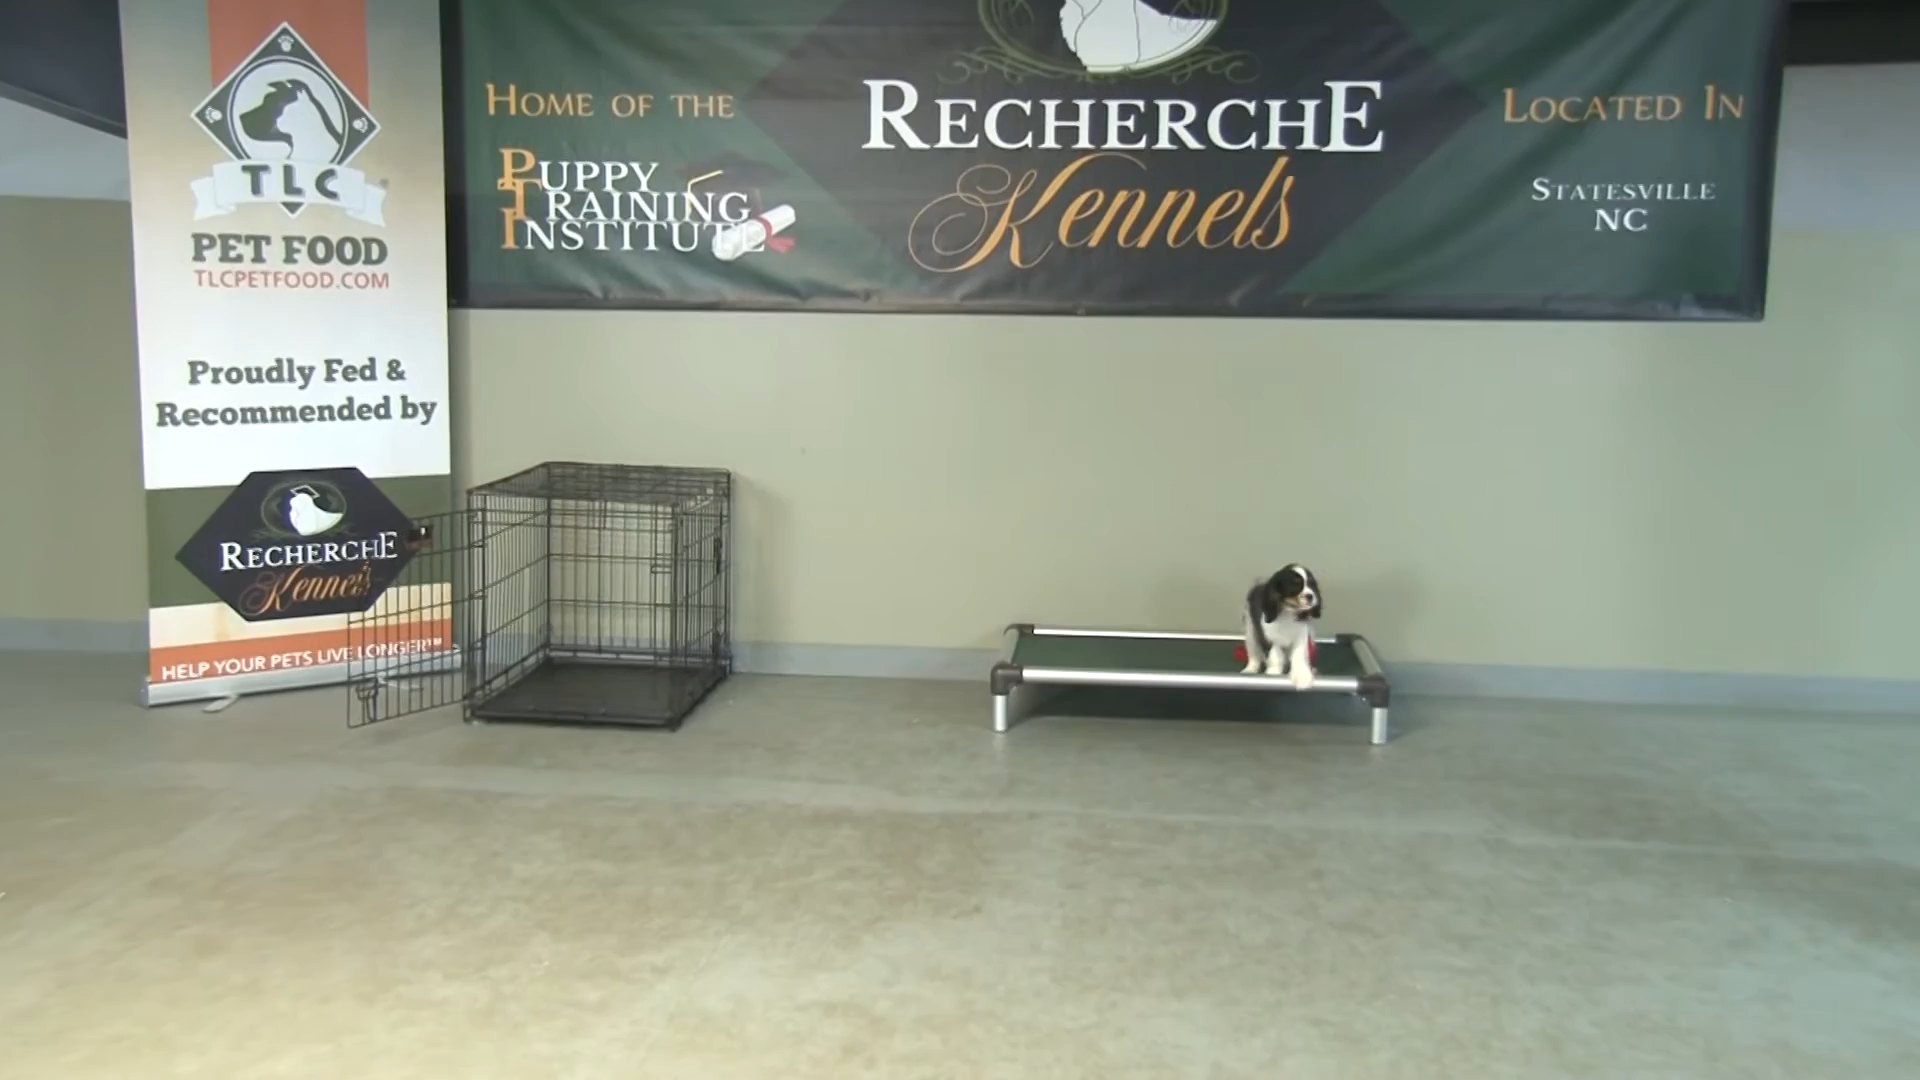 TLC
PET FOOD
TLCPETFOOD.COM
Proudly Fed &
Recommended by
RECHERCHE
Kennels
HELP YOUR PETS LIVE LONGER™
HOME OF THE
PUPPY
TRAINING
INSTITUTE
RECHERCHE
Kennels
LOCATED IN
STATESVILLE
NC